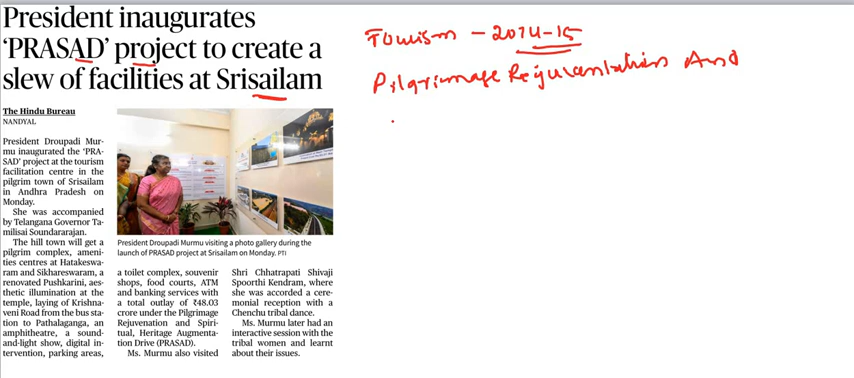 President inaugurates
'PRASAD' project to create a
slew of facilities at Srisailam
The Hindu Bureau
NANDYAL
President Droupadi Mur-
mu inaugurated the 'PRA-
SAD' project at the tourism
facilitation centre in the
pilgrim town of Srisailam
in Andhra Pradesh on
Monday.
She was accompanied
by Telangana Governor Ta-
milisai Soundararajan.
The hill town will get a
pilgrim complex, ameni-
ties centres at Hatakeswa-
ram and Sikhareswaram, a
renovated Pushkarini, aes-
thetic illumination at the
temple, laying of Krishna-
veni Road from the bus sta-
tion to Pathalaganga, an
amphitheatre, a sound-
and-light show, digital in-
tervention, parking areas,
President Droupadi Murmu visiting a photo gallery during the
launch of PRASAD project at Srisailam on Monday. PTI
a toilet complex, souvenir
shops, food courts, ATM
and banking services with
a total outlay of ₹48.03
crore under the Pilgrimage
Rejuvenation and Spiri-
tual, Heritage Augmenta-
tion Drive (PRASAD).
Ms. Murmu also visited
Shri Chhatrapati Shivaji
Spoorthi Kendram, where
she was accorded a cere-
monial reception with a
Chenchu tribal dance.
Ms. Murmu later had an
interactive session with the
tribal women and learnt
about their issues.
Tourism - 2014-15
Pilgrimage Rejuvenation And